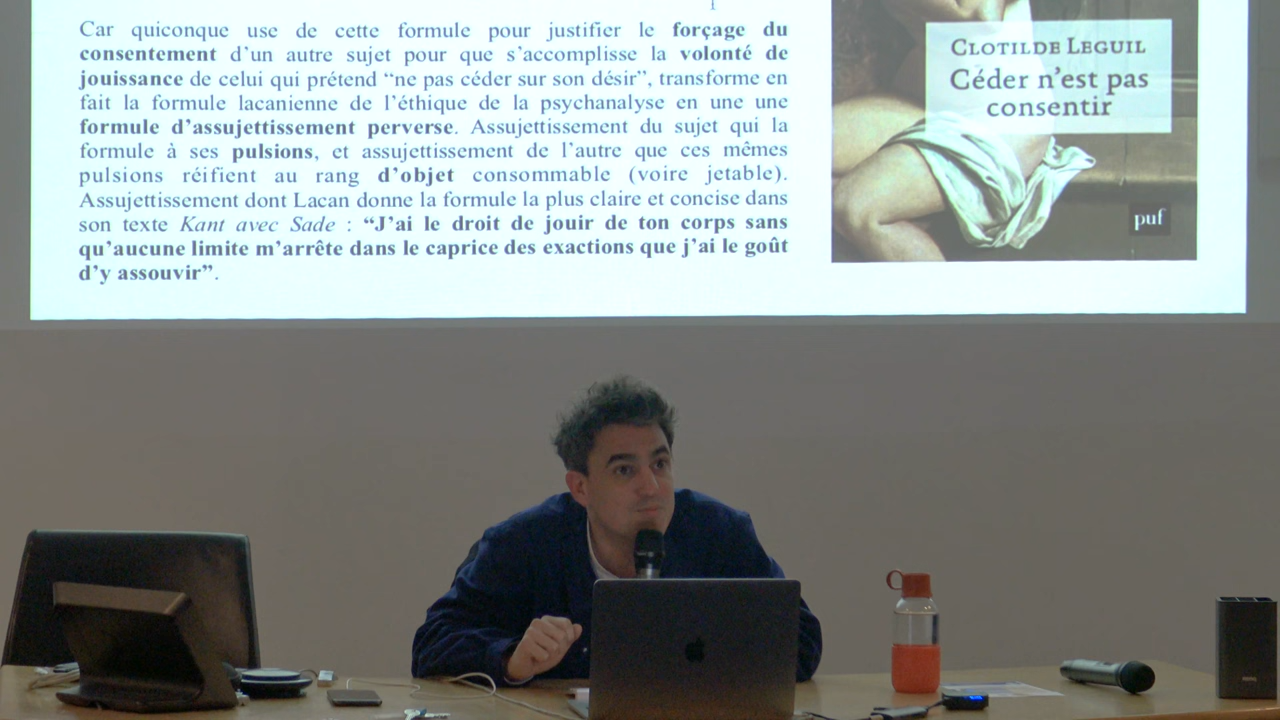 Car quiconque use de cette formule pour justifier le forçage du
consentement d’un autre sujet pour que s’accomplisse la volonté de
jouissance de celui qui prétend “ne pas céder sur son désir”, transforme en
fait la formule lacanienne de l’éthique de la psychanalyse en une une
formule d’assujettissement perverse. Assujettissement du sujet qui la
formule à ses pulsions, et assujettissement de l’autre que ces mêmes
pulsions réifient au rang d’objet consommable (voire jetable).
Assujettissement dont Lacan donne la formule la plus claire et concise dans
son texte Kant avec Sade : “J’ai le droit de jouir de ton corps sans
qu’aucune limite m’arrête dans le caprice des exactions que j’ai le goût
d’y assouvir”.
CLOTILDE LEGUIL
Céder n’est pas
consentir
puf